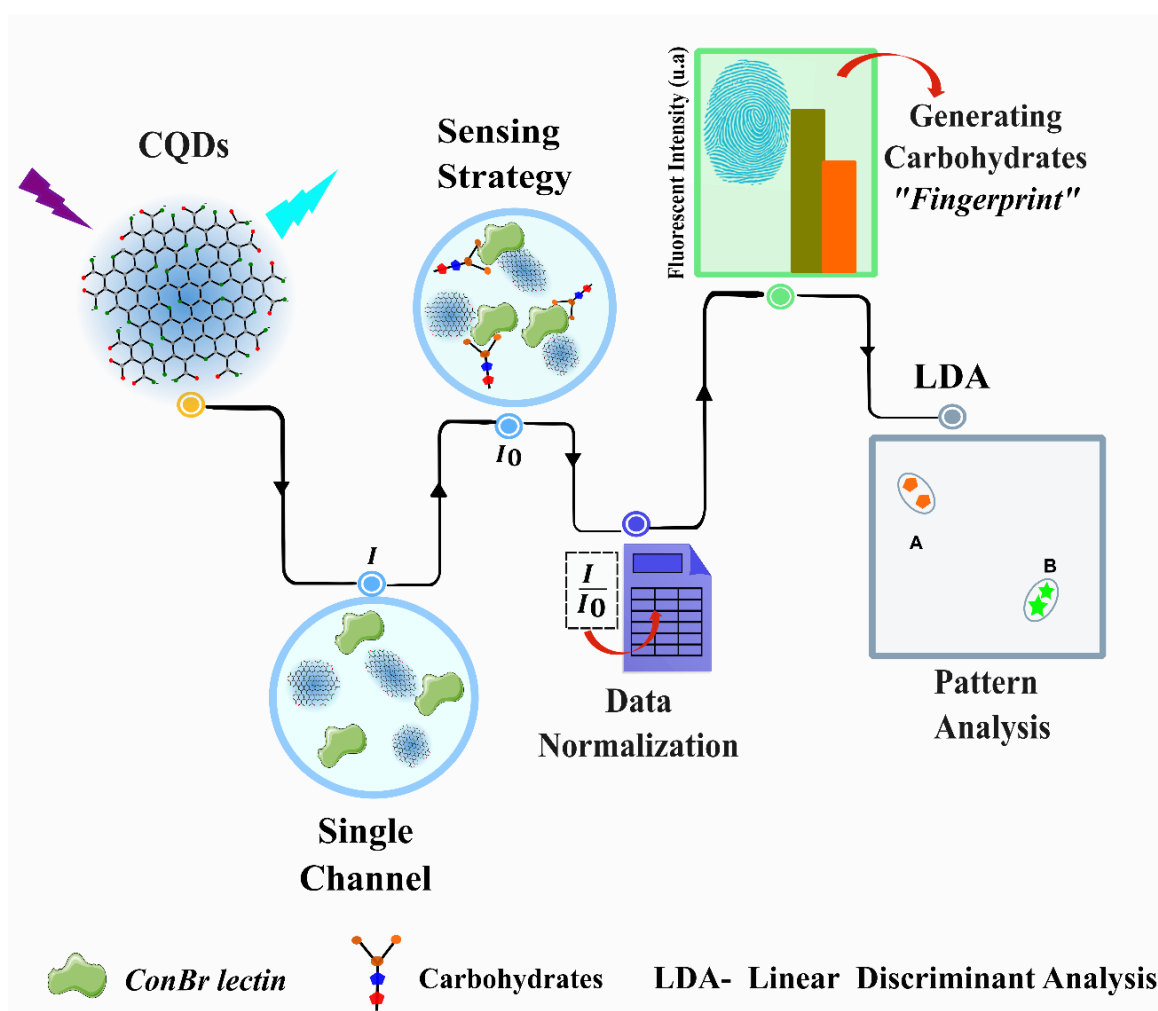 CQDs
Sensing
Strategy
Fluorescent Intensity (u.a)
Generating
Carbohydrates
"Fingerprint"
I0
LDA
I
A
B
I
I0
Data
Normalization
Pattern
Analysis
Single
Channel
ConBr lectin
Carbohydrates
LDA- Linear Discriminant Analysis